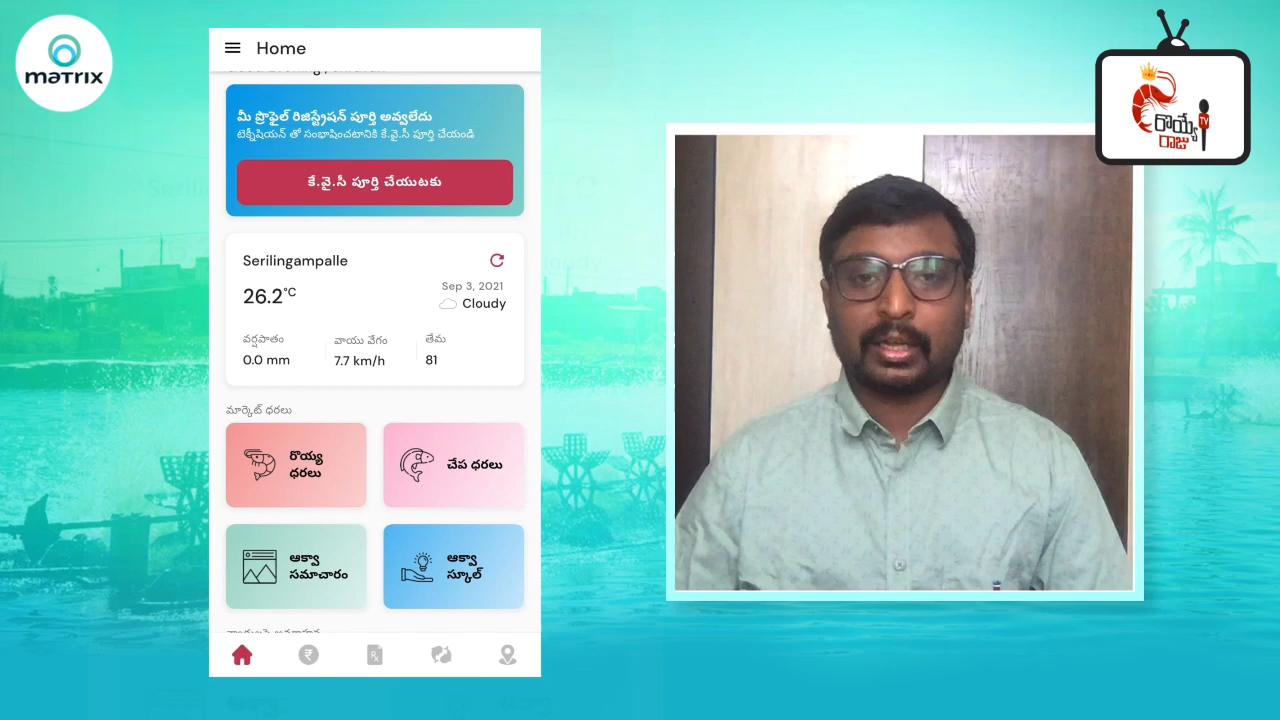 matrix
Home
మీ ప్రొఫైల్ రిజిస్ట్రేషన్ పూర్తి అవ్వలేదు
టెక్నీషియన్ తో సంభాషించటానికి కే.వై.సీ పూర్తి చేయండి
కే.వై.సీ పూర్తి చేయుటకు
Serilingampalle
26.2°C
Sep 3, 2021
Cloudy
వర్షపాతం
వాయు వేగం
తేమ
0.0 mm
7.7 km/h
81
మార్కెట్ ధరలు
రొయ్య
ధరలు
చేప ధరలు
ఆక్వా
సమాచారం
ఆక్వా
స్కూల్
రొయ్యే
రాజు
TV